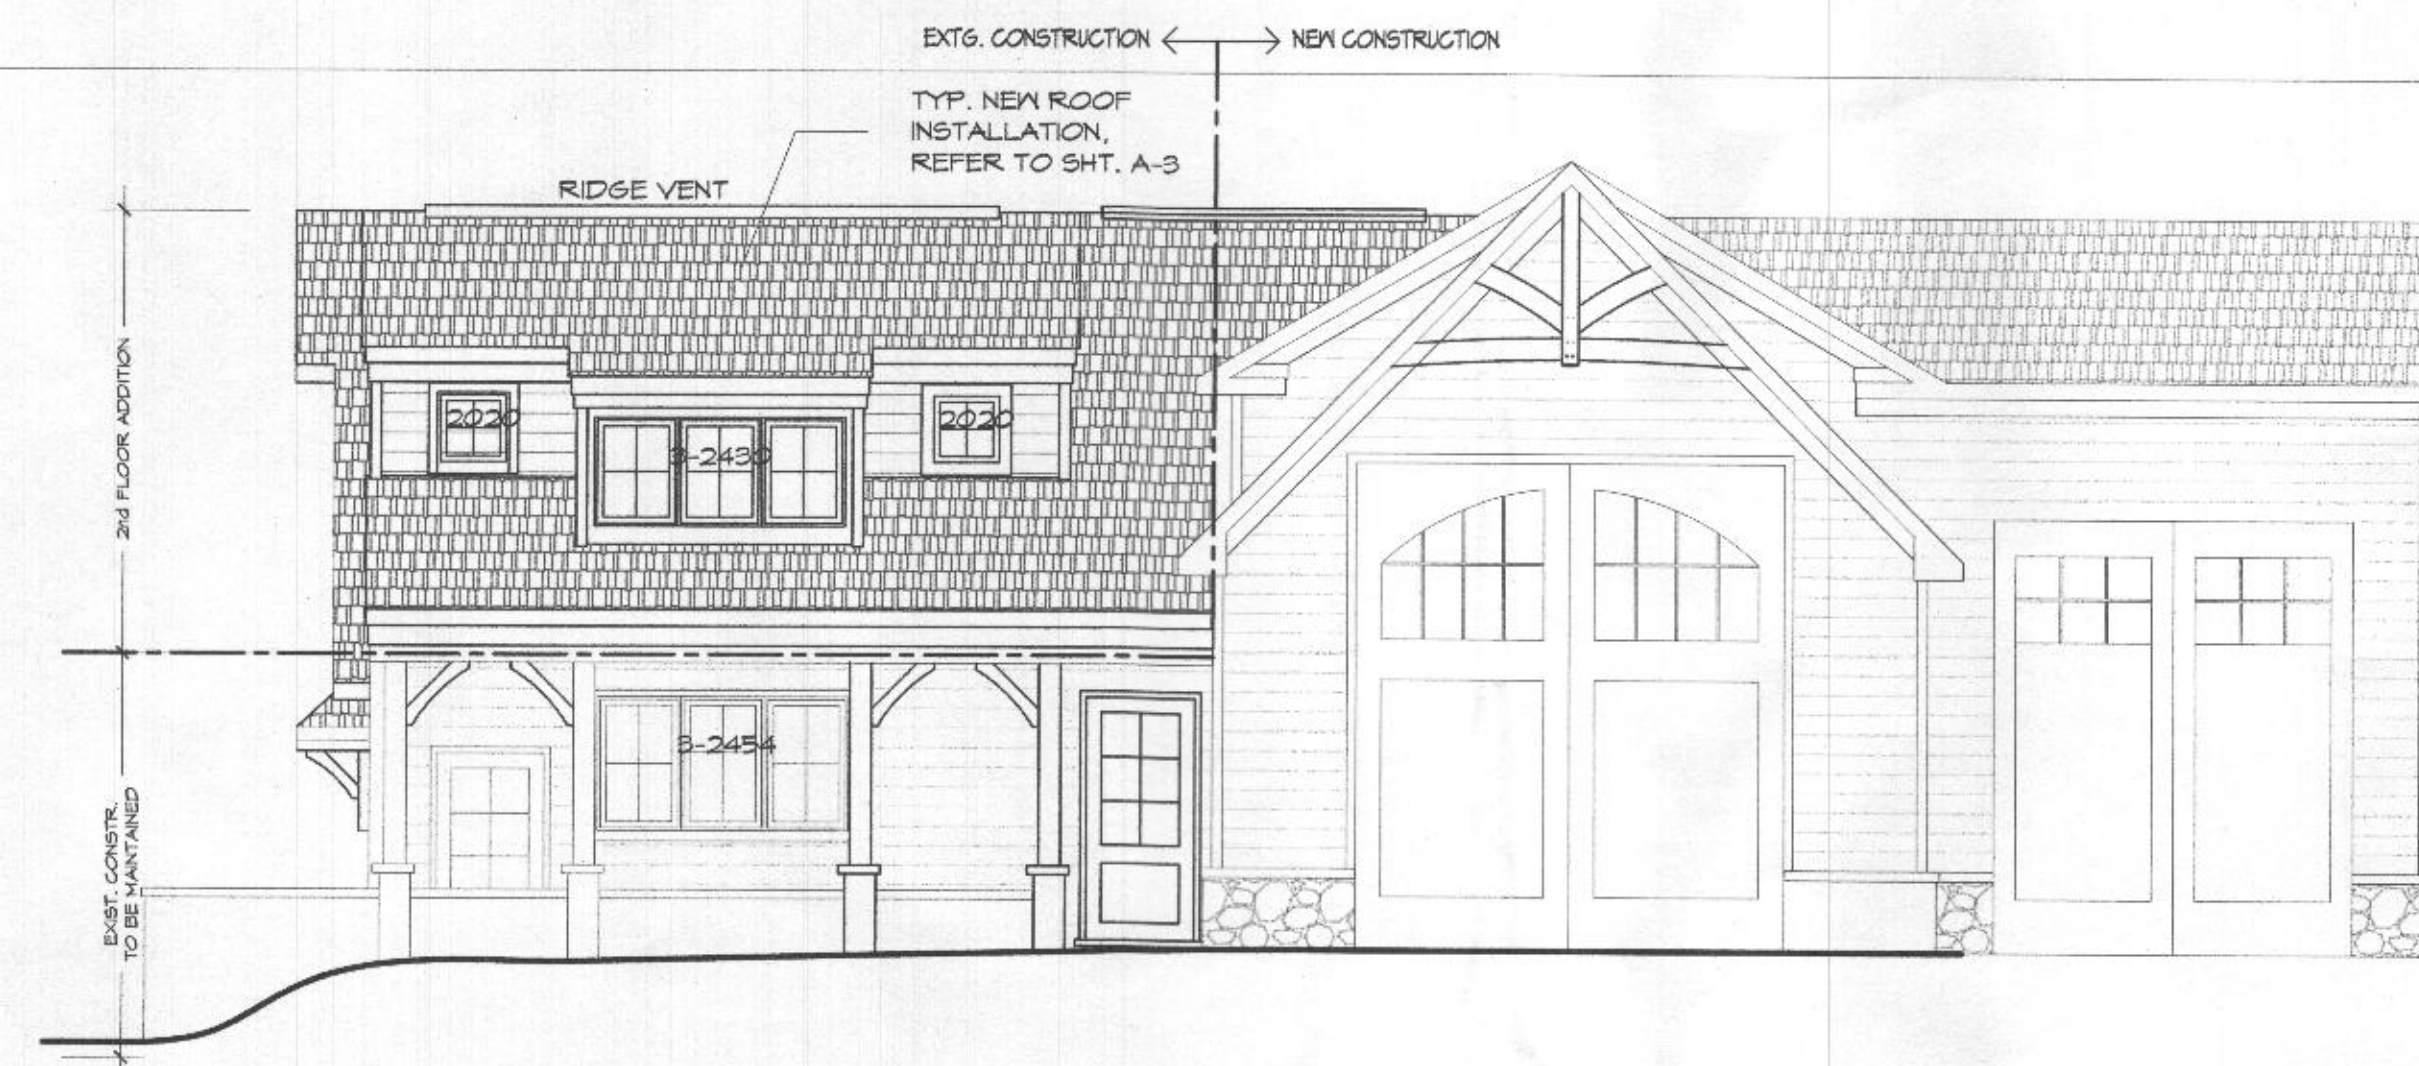 EXTG. CONSTRUCTION
NEW CONSTRUCTION
TYP. NEW ROOF
INSTALLATION,
REFER TO SHT. A-3
RIDGE VENT
2nd FLOOR ADDITION
2020
3-2430
2020
3-2454
EXIST. CONSTR.
TO BE MAINTAINED